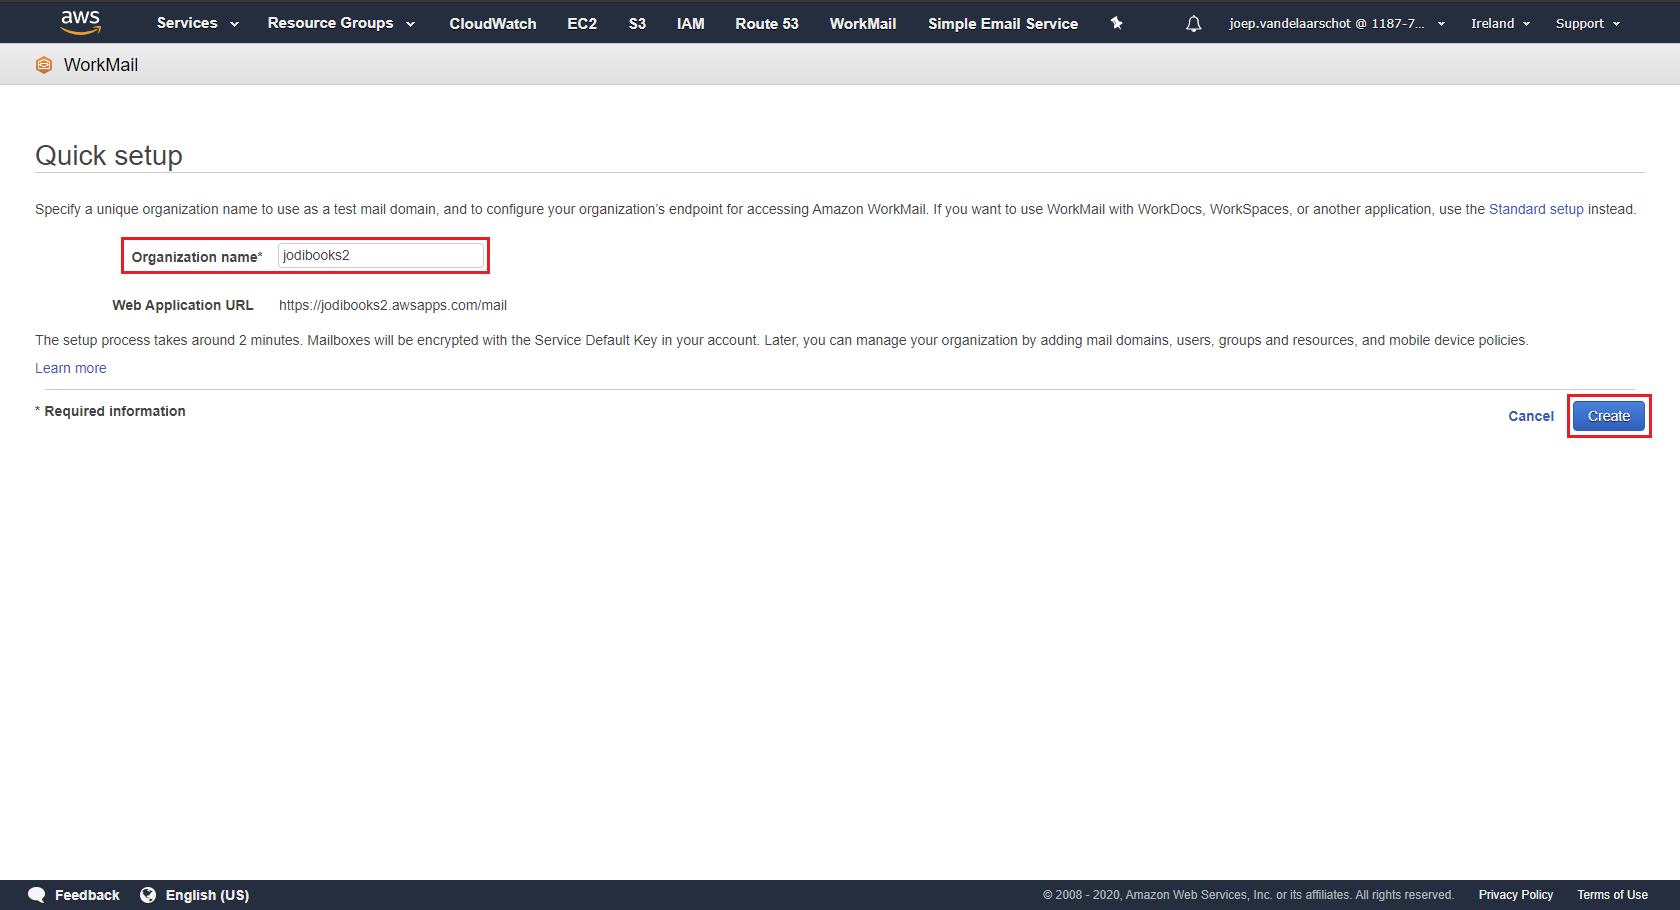 aws Services Resource Groups CloudWatch EC2 S3 IAM Route 53 WorkMail Simple Email Service joep.vandelaarschot @ 1187-7... Ireland Support
WorkMail
Quick setup
Specify a unique organization name to use as a test mail domain, and to configure your organization's endpoint for accessing Amazon WorkMail. If you want to use WorkMail with WorkDocs, WorkSpaces, or another application, use the Standard setup instead.
Organization name* jodibooks2
Web Application URL https://jodibooks2.awsapps.com/mail
The setup process takes around 2 minutes. Mailboxes will be encrypted with the Service Default Key in your account. Later, you can manage your organization by adding mail domains, users, groups and resources, and mobile device policies.
Learn more
* Required information
Cancel Create
Feedback English (US) © 2008 - 2020, Amazon Web Services, Inc. or its affiliates. All rights reserved. Privacy Policy Terms of Use